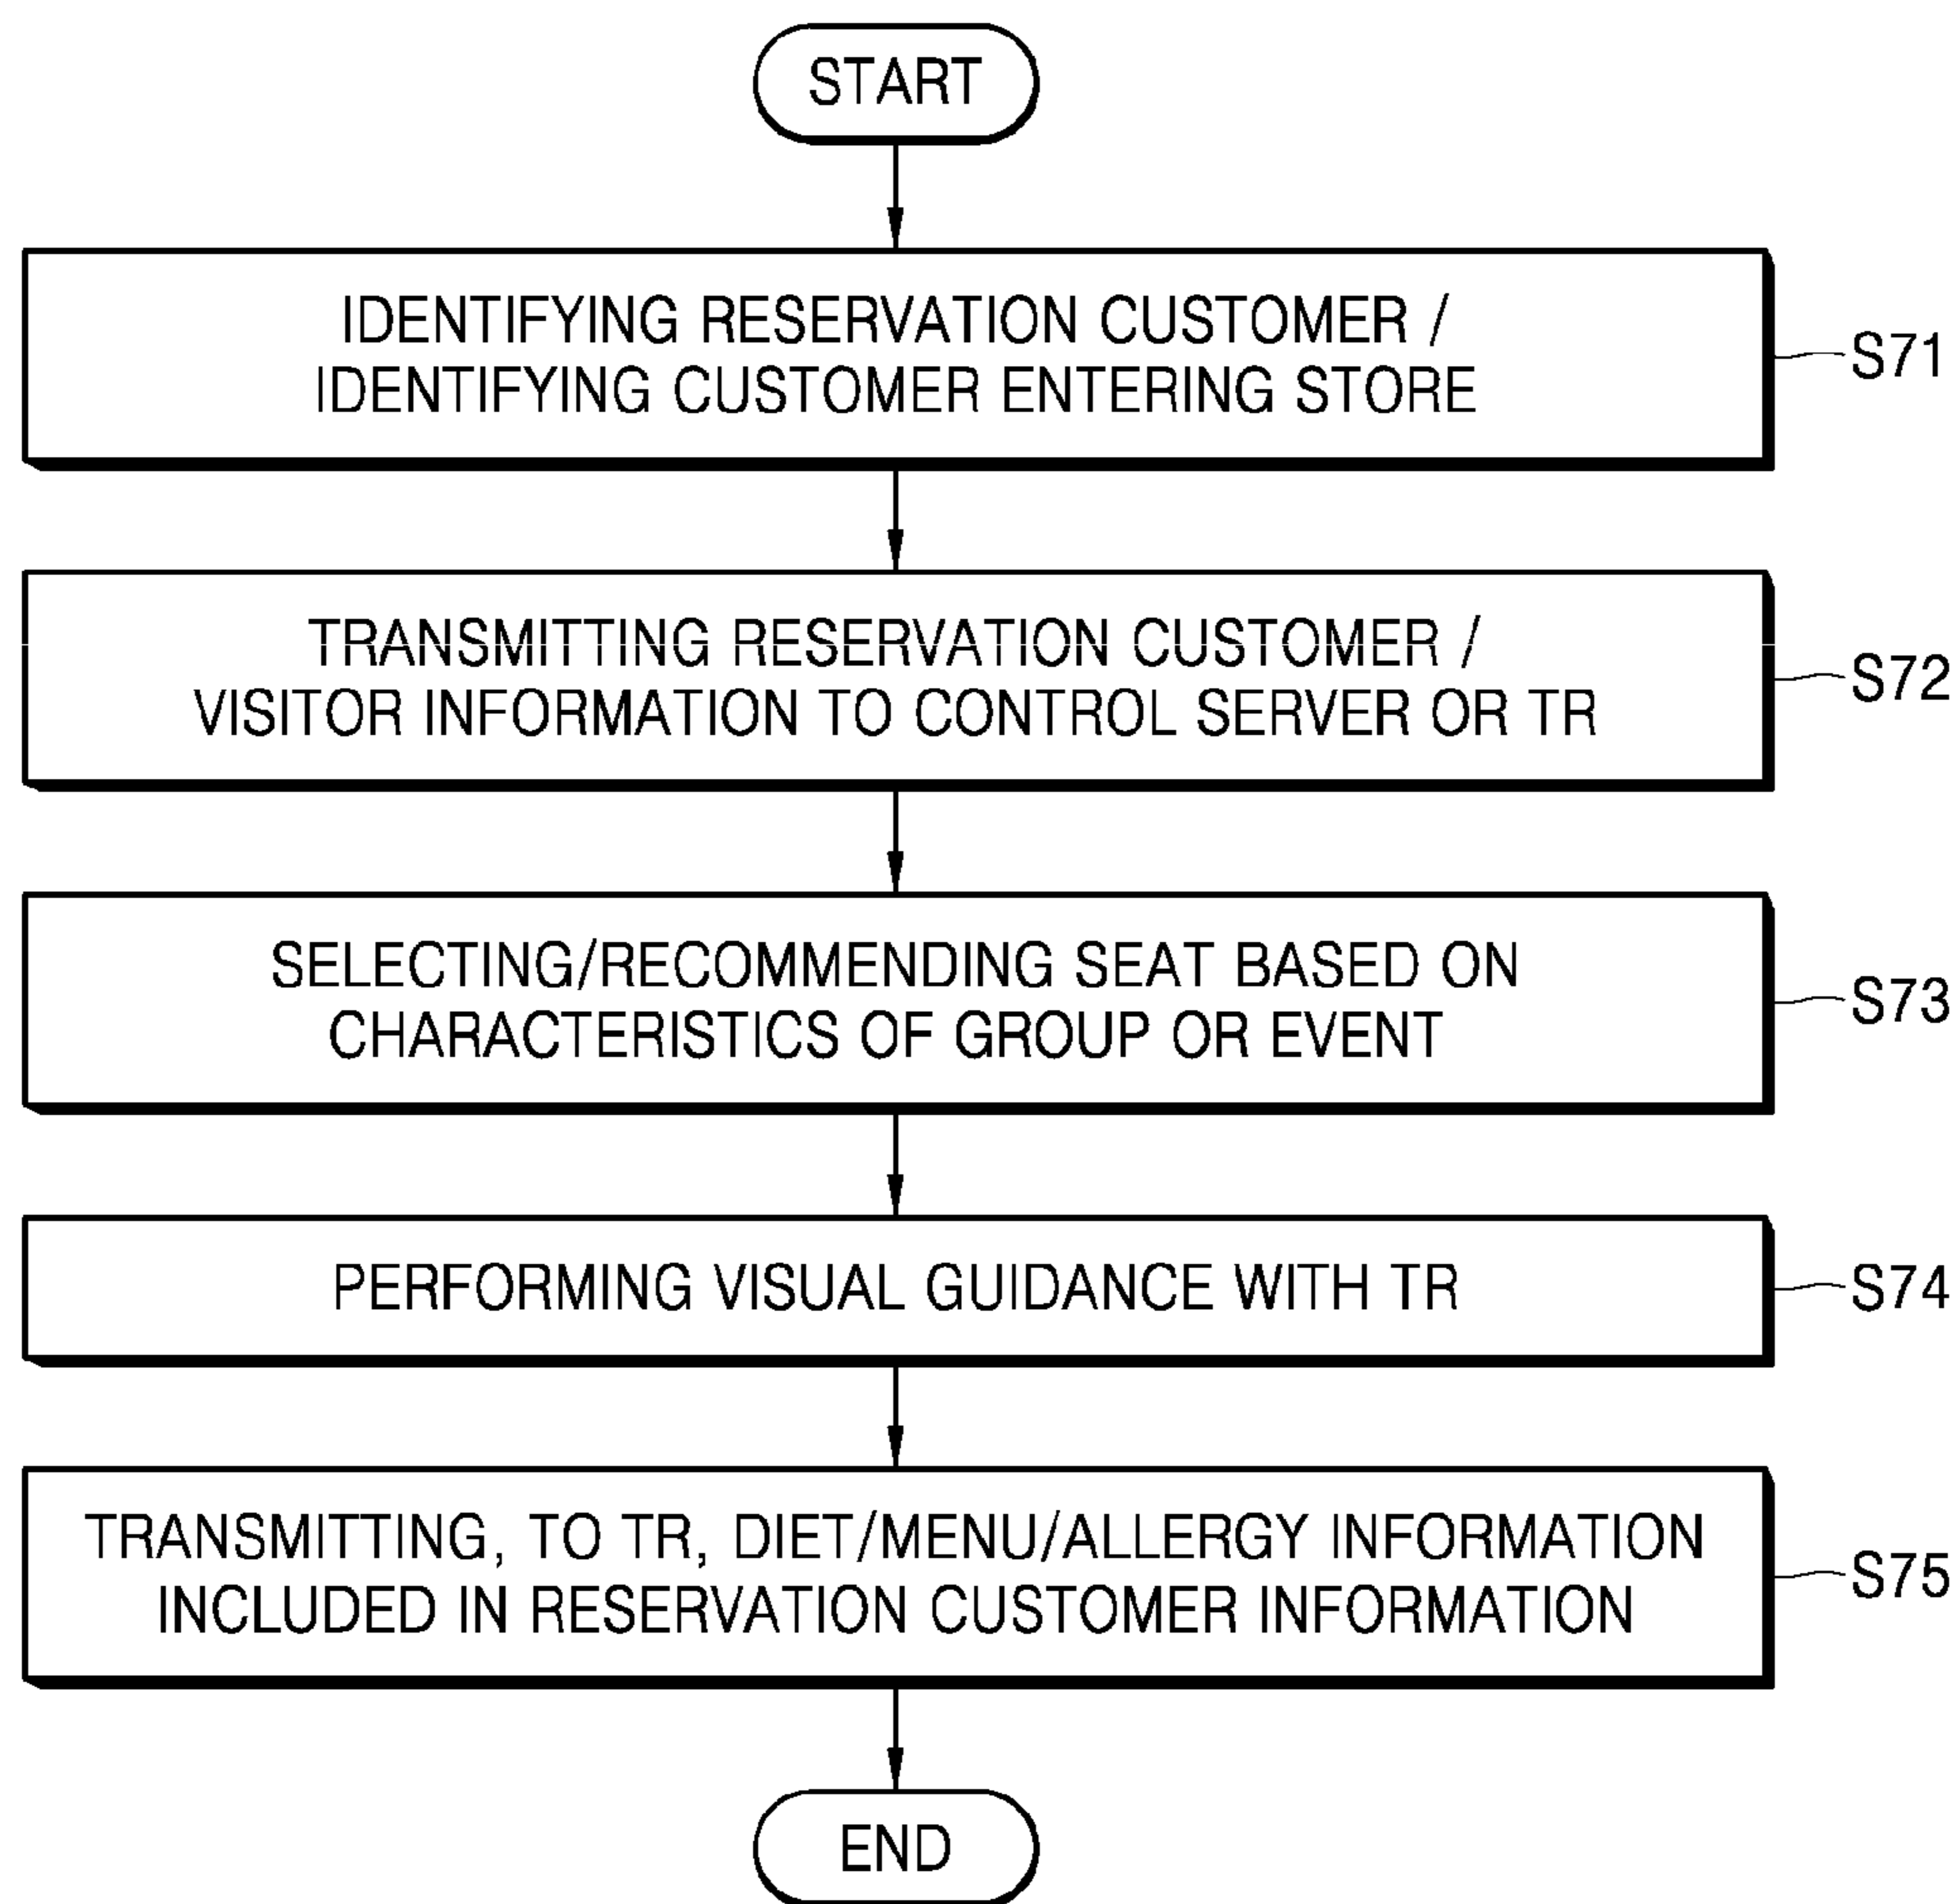 START
IDENTIFYING RESERVATION CUSTOMER /
IDENTIFYING CUSTOMER ENTERING STORE
S71
TRANSMITTING RESERVATION CUSTOMER /
VISITOR INFORMATION TO CONTROL SERVER OR TR
S72
SELECTING/RECOMMENDING SEAT BASED ON
CHARACTERISTICS OF GROUP OR EVENT
S73
PERFORMING VISUAL GUIDANCE WITH TR
S74
TRANSMITTING, TO TR, DIET/MENU/ALLERGY INFORMATION
INCLUDED IN RESERVATION CUSTOMER INFORMATION
S75
END